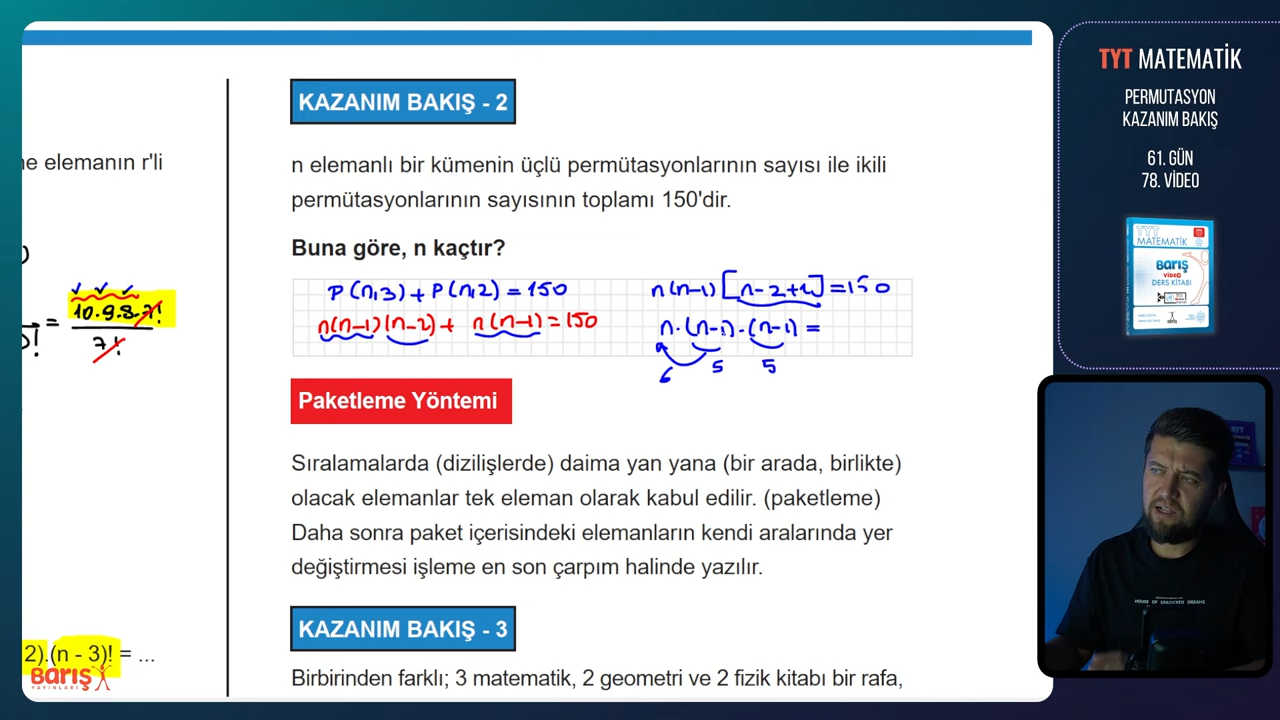 TYT MATEMATİK
PERMUTASYON
KAZANIM BAKIŞ
61. GÜN
78. VİDEO
TYT
MATEMATİK
BARIŞ
VİDEO
DERS KİTABI
KAZANIM BAKIŞ - 2
ne elemanın r'li
n elemanlı bir kümenin üçlü permütasyonlarının sayısı ile ikili
permütasyonlarının sayısının toplamı 150'dir.
Buna göre, n kaçtır?
P(n,3) + P(n,2) = 150
n(n-1)(n-2) + n(n-1) = 150
n(n-1) [n-2+1] = 150
n.(n-1).(n-1) =
6 5 5
= 10.9.8.7!
7!
Paketleme Yöntemi
Sıralamalarda (dizilişlerde) daima yan yana (bir arada, birlikte)
olacak elemanlar tek eleman olarak kabul edilir. (paketleme)
Daha sonra paket içerisindeki elemanların kendi aralarında yer
değiştirmesi işleme en son çarpım halinde yazılır.
KAZANIM BAKIŞ - 3
Birbirinden farklı; 3 matematik, 2 geometri ve 2 fizik kitabı bir rafa,
2).(n - 3)! = ...
BARIŞ
YAYINLARI
HOUSE OF UNLOCKED DREAMS